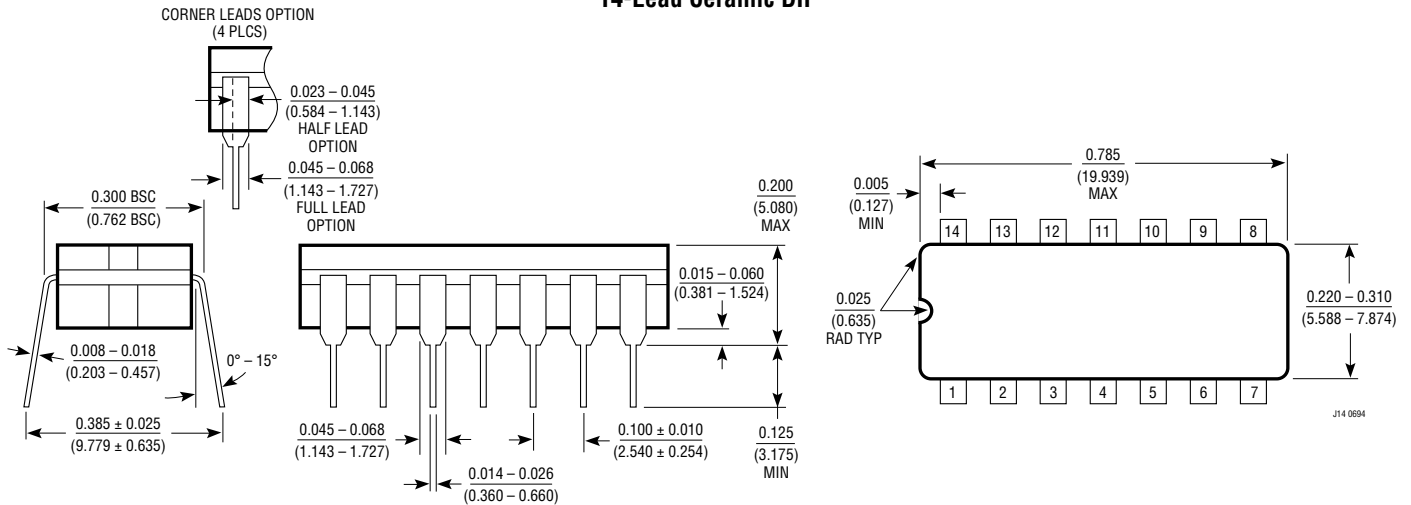 14-Lead Ceramic DIP
CORNER LEADS OPTION
(4 PLCS)
0.023 – 0.045
(0.584 – 1.143)
HALF LEAD
OPTION
0.045 – 0.068
(1.143 – 1.727)
FULL LEAD
OPTION
0.300 BSC
(0.762 BSC)
0.008 – 0.018
(0.203 – 0.457)
0° – 15°
0.385 ± 0.025
(9.779 ± 0.635)
0.200
(5.080)
MAX
0.015 – 0.060
(0.381 – 1.524)
0.045 – 0.068
(1.143 – 1.727)
0.014 – 0.026
(0.360 – 0.660)
0.100 ± 0.010
(2.540 ± 0.254)
0.125
(3.175)
MIN
0.785
(19.939)
MAX
0.005
(0.127)
MIN
14 13 12 11 10 9 8
0.025
(0.635)
RAD TYP
0.220 – 0.310
(5.588 – 7.874)
1 2 3 4 5 6 7
J14 0694